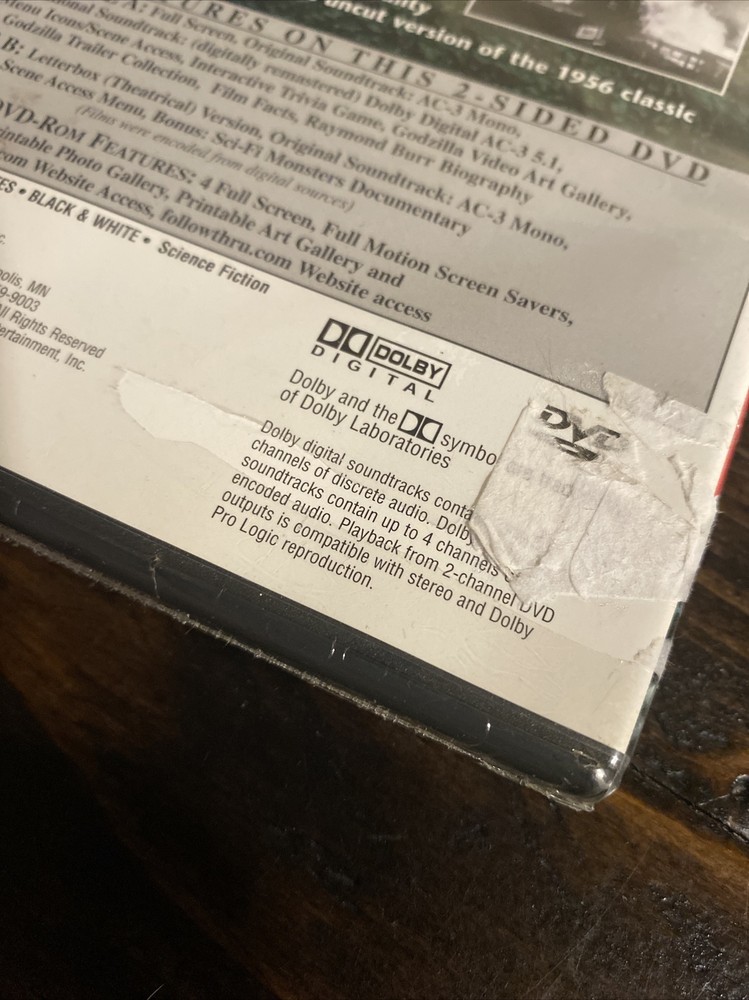 uncut version of the 1956 classic
URES ON THIS 2-SIDED DVD
A: Full Screen, Original Soundtrack: AC-3 Mono,
onal Soundtrack: (digitally remastered) Dolby Digital AC-3 5.1,
Menu Icons/Scene Access, Interactive Trivia Game, Godzilla Video Art Gallery,
Godzilla Trailer Collection, Film Facts, Raymond Burr Biography
B: Letterbox (Theatrical) Version, Original Soundtrack: AC-3 Mono,
Scene Access Menu, Bonus: Sci-Fi Monsters Documentary
(Films were encoded from digital sources)
DVD-ROM FEATURES: 4 Full Screen, Full Motion Screen Savers,
rintable Photo Gallery, Printable Art Gallery and
com Website Access, followthru.com Website access
ES • BLACK & WHITE • Science Fiction
c.
olis, MN
9-9003
All Rights Reserved
ertainment, Inc.
DOLBY
DIGITAL
Dolby and the symbo
of Dolby Laboratories
DVD
Dolby digital soundtracks conta
channels of discrete audio. Dolb
soundtracks contain up to 4 channels
encoded audio. Playback from 2-channel DVD
outputs is compatible with stereo and Dolby
Pro Logic reproduction.